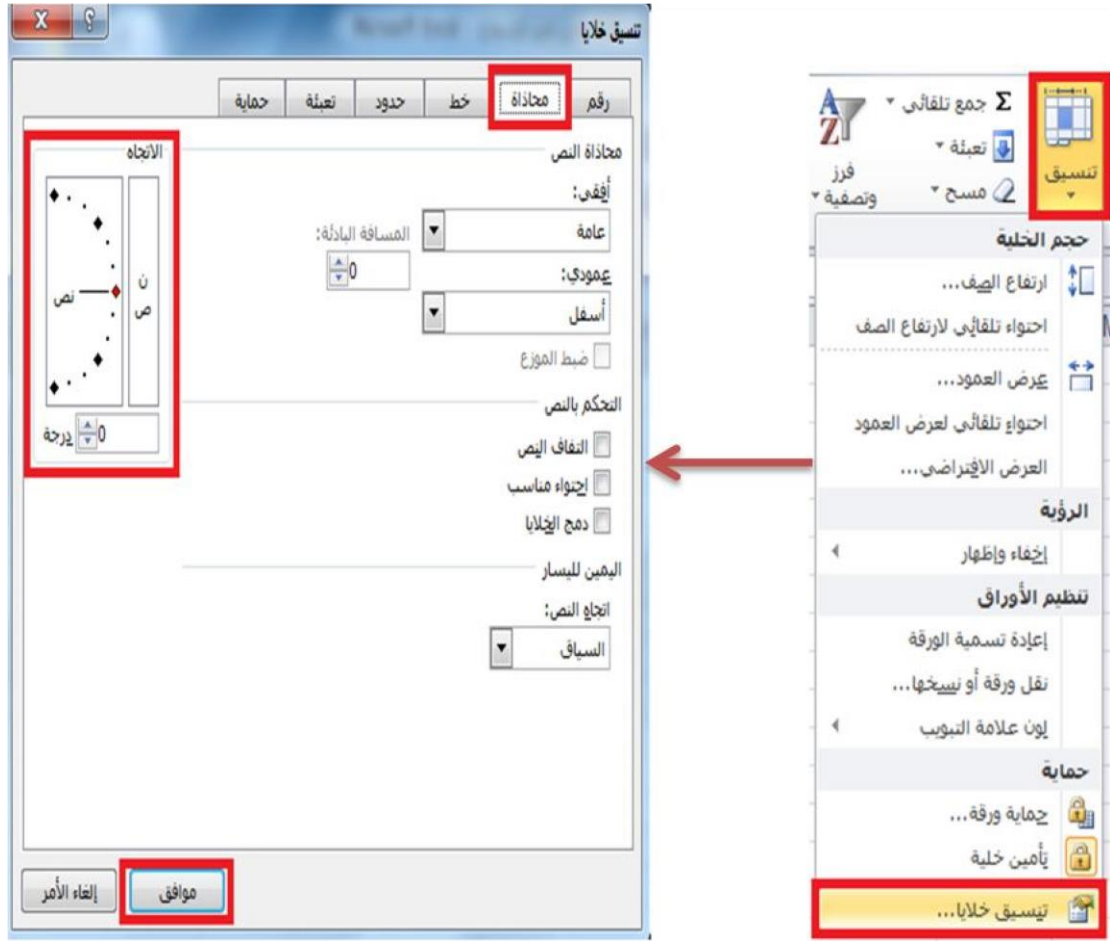 تنسيق
Σ جمع تلقائي
تعبئة
مسح
فرز
وتصفية
A
Z
حجم الخلية
ارتفاع الصف...
احتواء تلقائي لارتفاع الصف
عرض العمود...
احتواء تلقائي لعرض العمود
العرض الافتراضي...
الرؤية
إخفاء وإظهار
تنظيم الأوراق
إعادة تسمية الورقة
نقل ورقة أو نسخها...
لون علامة التبويب
حماية
حماية ورقة...
تأمين خلية
تنسيق خلايا...
تنسيق خلايا
رقم
محاذاة
خط
حدود
تعبئة
حماية
محاذاة النص
أفقي:
عامة
المسافة البادئة:
0
عمودي:
أسفل
ضبط الموزع
التحكم بالنص
التفاف النص
احتواء مناسب
دمج الخلايا
اليمين لليسار
اتجاه النص:
السياق
الاتجاه
ن
ص
نص
0 درجة
موافق
إلغاء الأمر